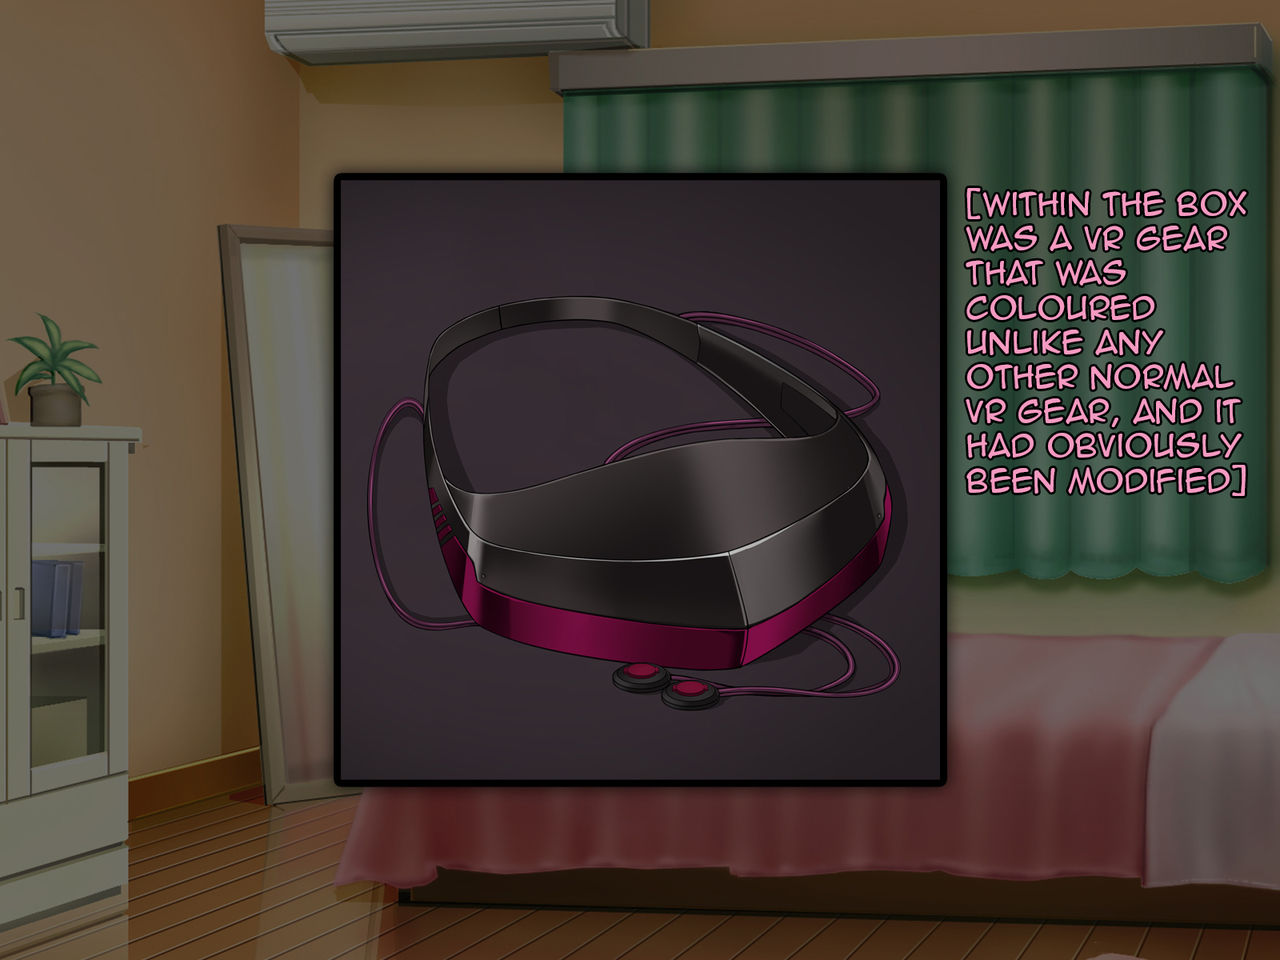 [WITHIN THE BOX
WAS A VR GEAR
THAT WAS
COLOURED
UNLIKE ANY
OTHER NORMAL
VR GEAR, AND IT
HAD OBVIOUSLY
BEEN MODIFIED]